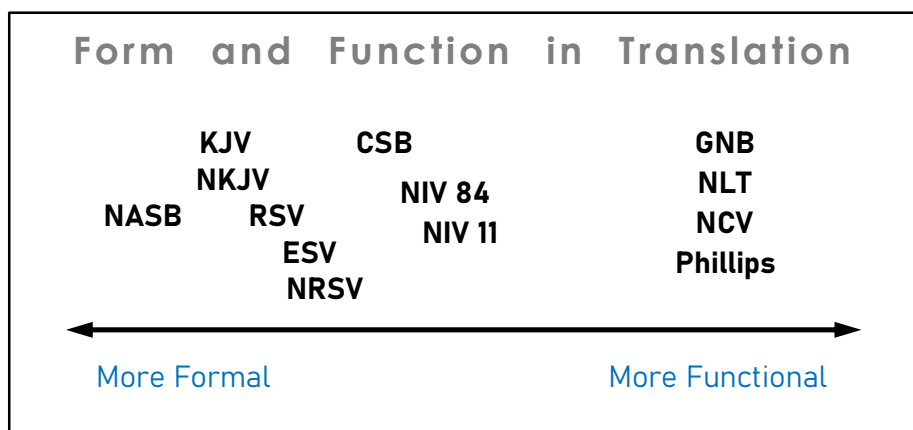 Form and Function in Translation
KJV CSB GNB
NKJV NIV 84 NLT
NASB RSV NIV 11 NCV
ESV Phillips
NRSV
More Formal More Functional